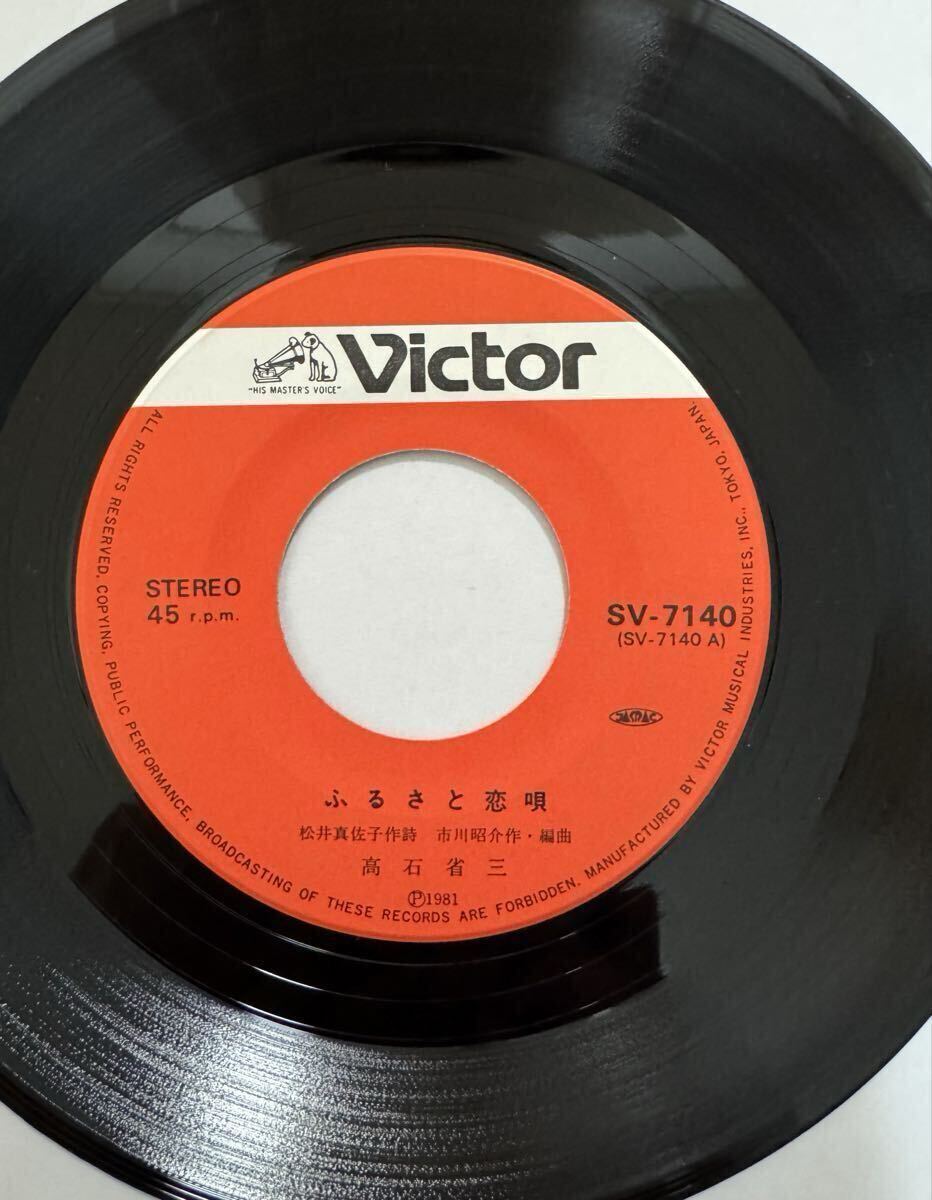 Victor
"HIS MASTER'S VOICE"
STEREO
45 r.p.m.
SV-7140
(SV-7140 A)
JASRAC
ふるさと恋唄
松井真佐子作詩 市川昭介作・編曲
高石省三
Ⓟ1981
ALL RIGHTS RESERVED. COPYING, PUBLIC PERFORMANCE, BROADCASTING OF THESE RECORDS ARE FORBIDDEN. MANUFACTURED BY VICTOR MUSICAL INDUSTRIES, INC., TOKYO, JAPAN.